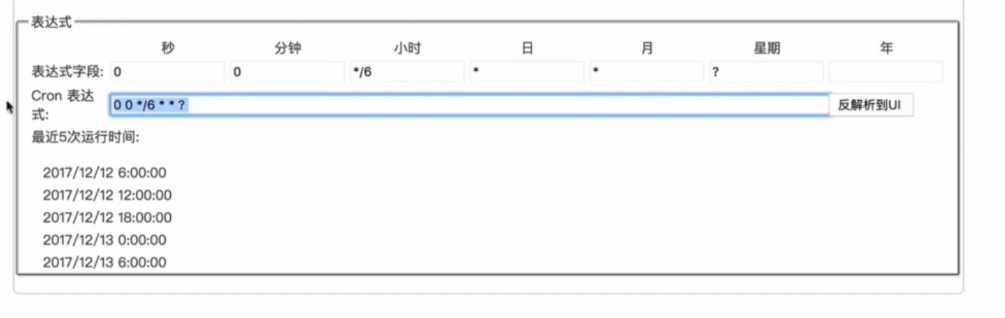 表达式
秒 分钟 小时 日 月 星期 年
表达式字段: 0 0 */6 * * ?
Cron 表达式: 0 0 */6 * * ? 反解析到UI
最近5次运行时间:
2017/12/12 6:00:00
2017/12/12 12:00:00
2017/12/12 18:00:00
2017/12/13 0:00:00
2017/12/13 6:00:00